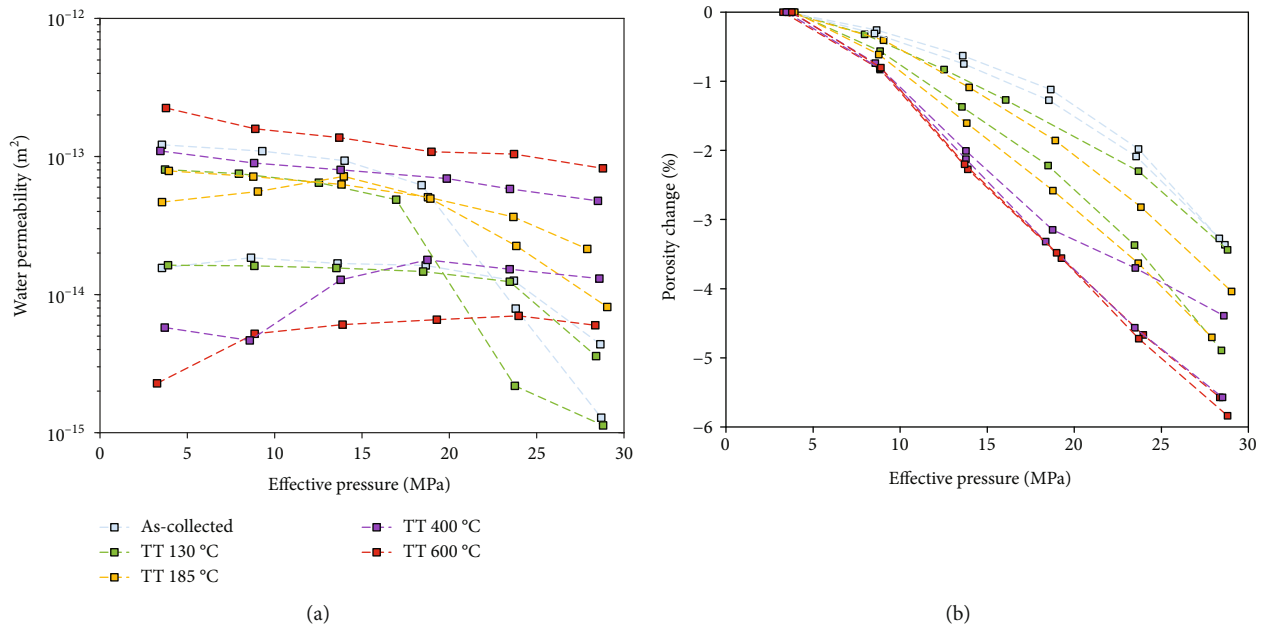 10⁻¹²
10⁻¹³
10⁻¹⁴
10⁻¹⁵
Water permeability (m²)
0 5 10 15 20 25 30
Effective pressure (MPa)
As-collected
TT 130 °C
TT 185 °C
TT 400 °C
TT 600 °C
(a)
0
−1
−2
−3
−4
−5
−6
Porosity change (%)
0 5 10 15 20 25 30
Effective pressure (MPa)
(b)